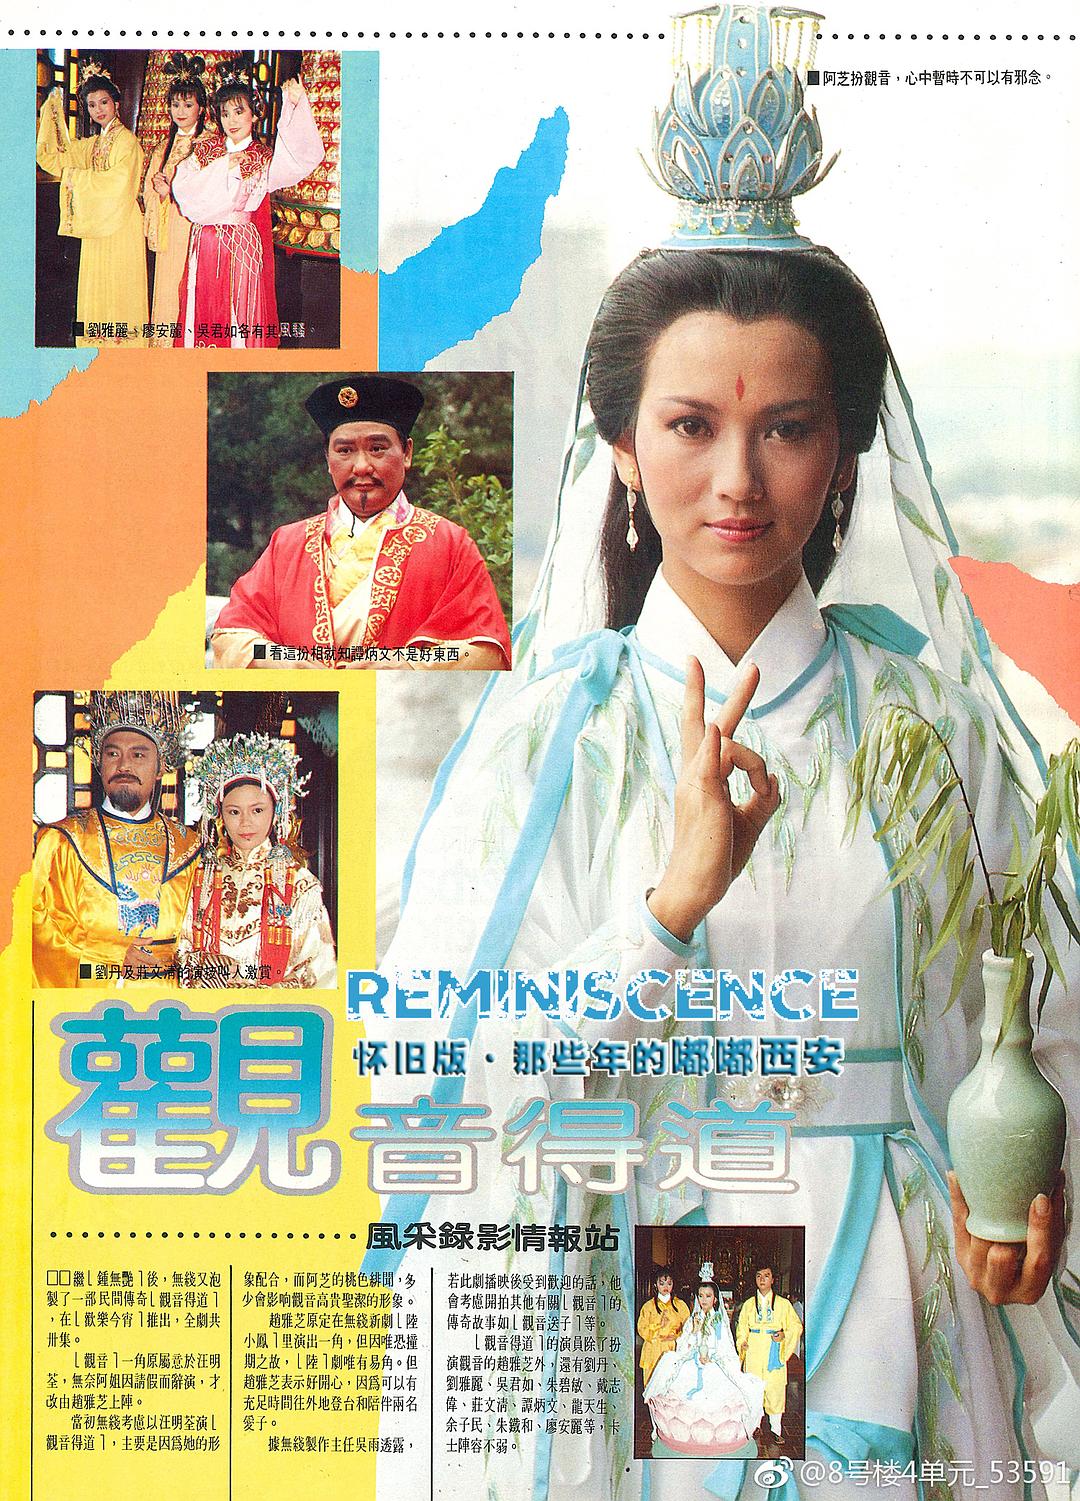 ■阿芝扮觀音，心中暫時不可以有邪念。
■劉雅麗、廖安麗、吳君如各有其風騷。
■看這扮相就知譚炳文不是好東西。
■劉丹及莊文清的演技叫人激賞。
REMINISCENCE
怀旧版·那些年的嘟嘟西安
觀音得道
風采錄影情報站
□□繼﹝鍾無艷﹞後，無綫又泡
製了一部民間傳奇﹝觀音得道﹞
，在﹝歡樂今宵﹞推出，全劇共
卅集。
﹝觀音﹞一角原屬意於汪明
荃，無奈阿姐因請假而辭演，才
改由趙雅芝上陣。
當初無綫考慮以汪明荃演﹝
觀音得道﹞，主要是因為她的形
象配合，而阿芝的桃色緋聞，多
少會影响觀音高貴聖潔的形象。
趙雅芝原定在無綫新劇﹝陸
小鳳﹞里演出一角，但因唯恐撞
期之故，﹝陸﹞劇唯有易角。但
趙雅芝表示好開心，因為可以有
充足時間往外地登台和陪伴兩名
愛子。
據無綫製作主任吳雨透露，
若此劇播映後受到歡迎的話，他
會考慮開拍其他有關﹝觀音﹞的
傳奇故事如﹝觀音送子﹞等。
﹝觀音得道﹞的演員除了扮
演觀音的趙雅芝外，還有劉丹、
劉雅麗、吳君如、朱碧敏、戴志
偉、莊文清、譚炳文、龍天生、
余子民、朱鐵和、廖安麗等，卡
士陣容不弱。
@8号楼4单元_53591